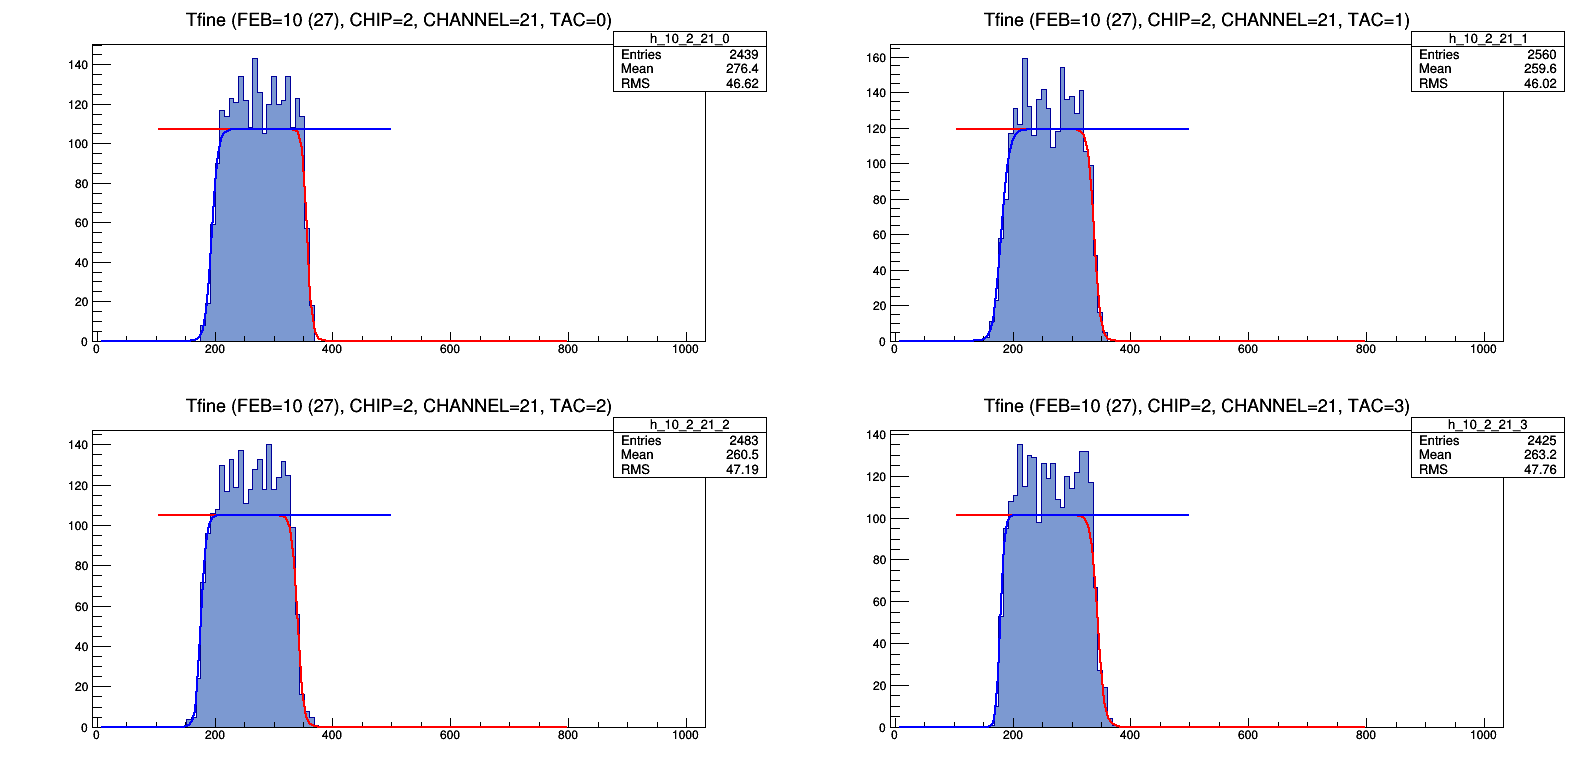 Tfine (FEB=10 (27), CHIP=2, CHANNEL=21, TAC=0)
h_10_2_21_0
Entries 2439
Mean 276.4
RMS 46.62
140
120
100
80
60
40
20
0
0 200 400 600 800 1000
Tfine (FEB=10 (27), CHIP=2, CHANNEL=21, TAC=1)
h_10_2_21_1
Entries 2560
Mean 259.6
RMS 46.02
160
140
120
100
80
60
40
20
0
0 200 400 600 800 1000
Tfine (FEB=10 (27), CHIP=2, CHANNEL=21, TAC=2)
h_10_2_21_2
Entries 2483
Mean 260.5
RMS 47.19
140
120
100
80
60
40
20
0
0 200 400 600 800 1000
Tfine (FEB=10 (27), CHIP=2, CHANNEL=21, TAC=3)
h_10_2_21_3
Entries 2425
Mean 263.2
RMS 47.76
140
120
100
80
60
40
20
0
0 200 400 600 800 1000